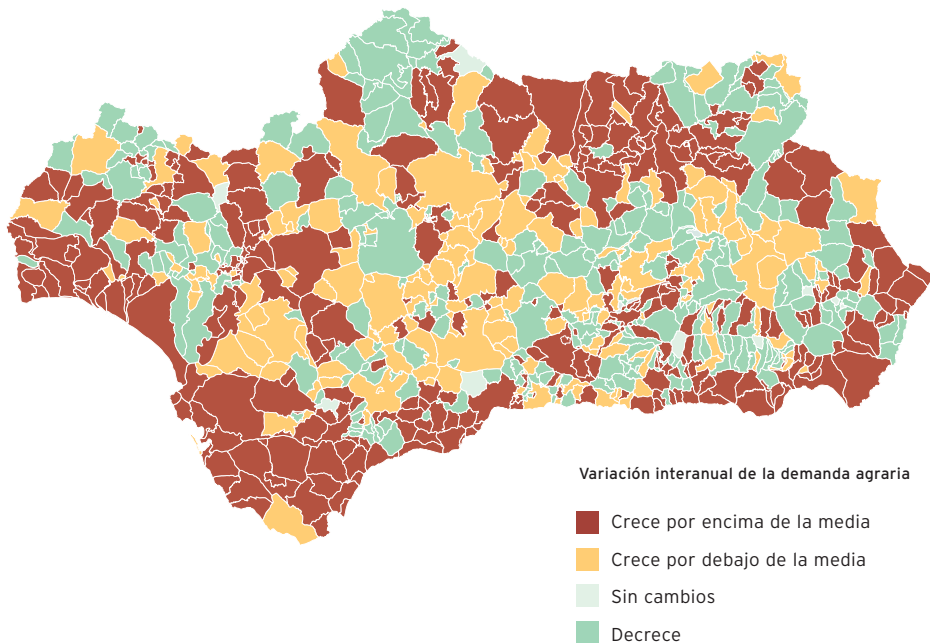 Variación interanual de la demanda agraria
Crece por encima de la media
Crece por debajo de la media
Sin cambios
Decrece